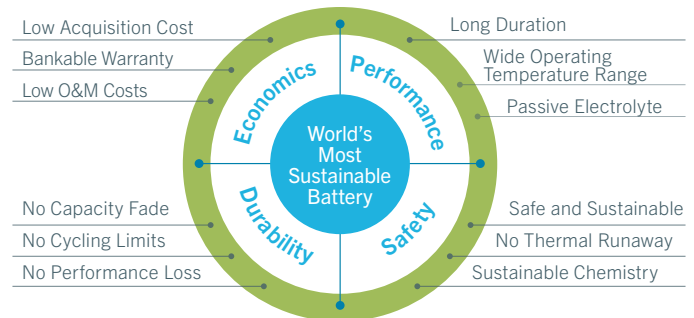 Low Acquisition Cost
Bankable Warranty
Low O&M Costs
Economics
Performance
Long Duration
Wide Operating
Temperature Range
Passive Electrolyte
World's
Most
Sustainable
Battery
No Capacity Fade
No Cycling Limits
No Performance Loss
Durability
Safety
Safe and Sustainable
No Thermal Runaway
Sustainable Chemistry